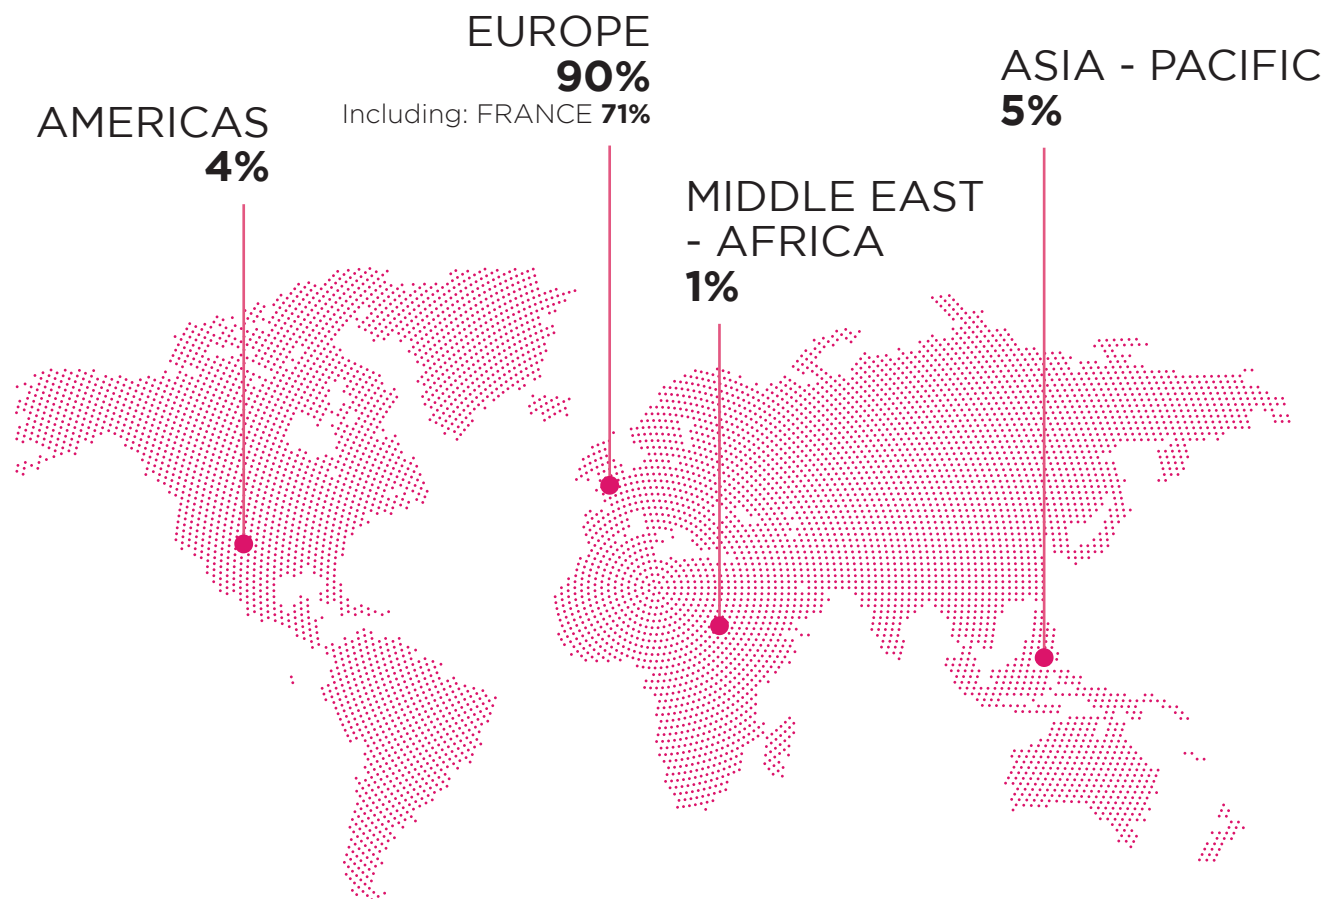 AMERICAS
4%
EUROPE
90%
Including: FRANCE 71%
MIDDLE EAST
- AFRICA
1%
ASIA - PACIFIC
5%